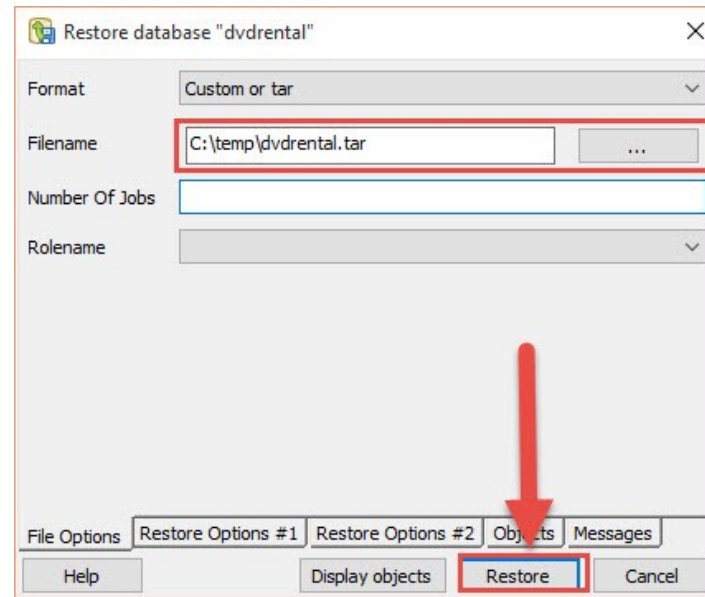 Restore database "dvdrental"
Format Custom or tar
Filename C:\temp\dvdrental.tar ...
Number Of Jobs
Rolename
File Options Restore Options #1 Restore Options #2 Objects Messages
Help Display objects Restore Cancel